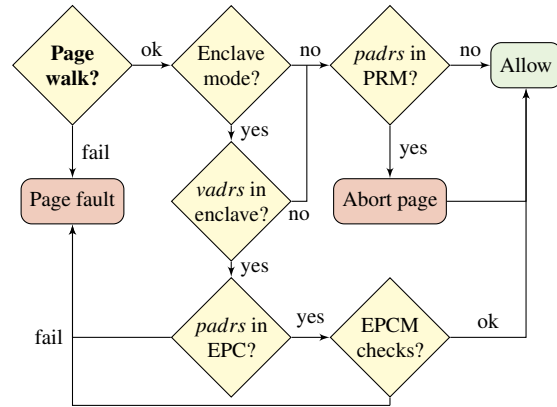 Page
walk?
ok
Enclave
mode?
no
padrs in
PRM?
no
Allow
fail
yes
yes
Page fault
vadrs in
enclave?
no
Abort page
yes
fail
padrs in
EPC?
yes
EPCM
checks?
ok